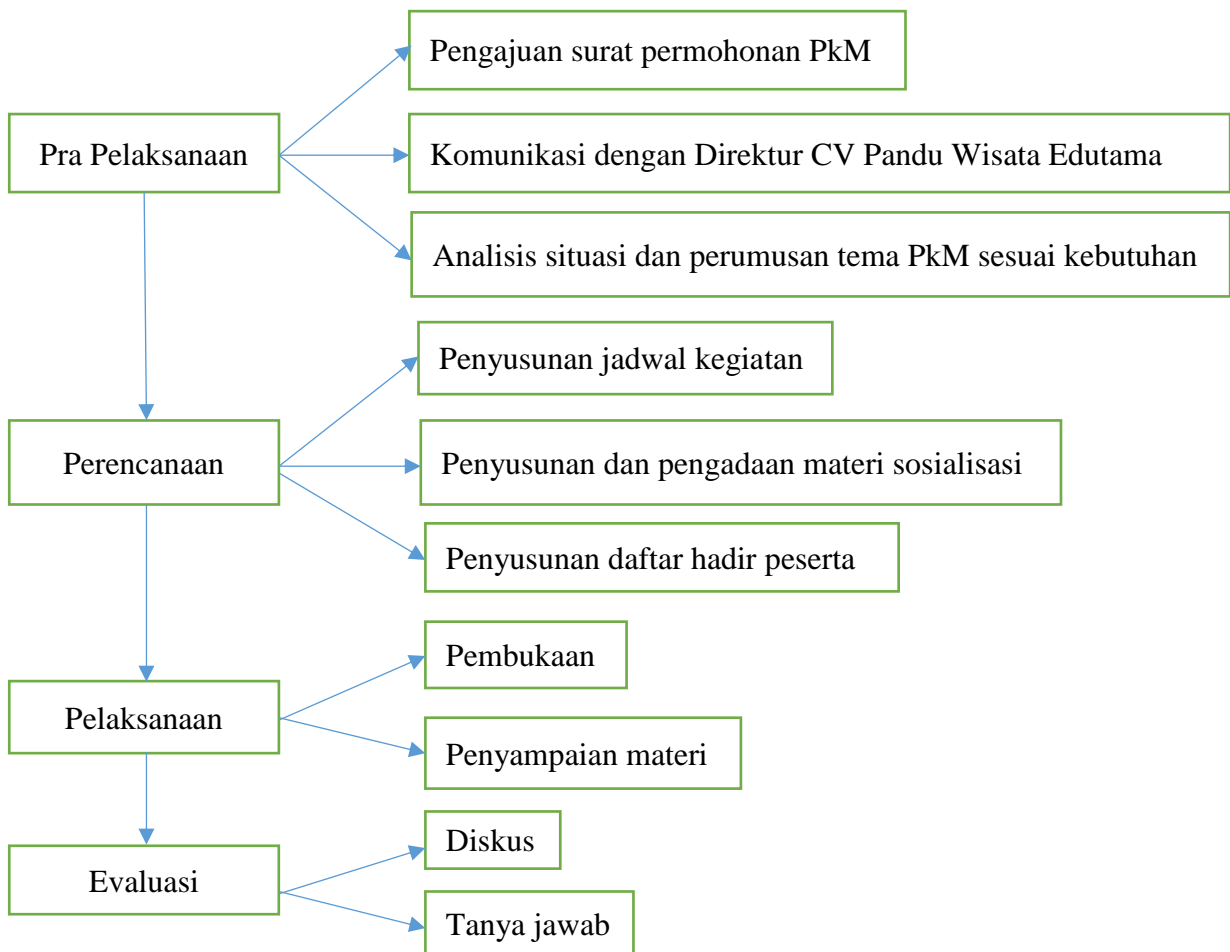 Pengajuan surat permohonan PkM
Pra Pelaksanaan
Komunikasi dengan Direktur CV Pandu Wisata Edutama
Analisis situasi dan perumusan tema PkM sesuai kebutuhan
Penyusunan jadwal kegiatan
Perencanaan
Penyusunan dan pengadaan materi sosialisasi
Penyusunan daftar hadir peserta
Pembukaan
Pelaksanaan
Penyampaian materi
Diskus
Evaluasi
Tanya jawab